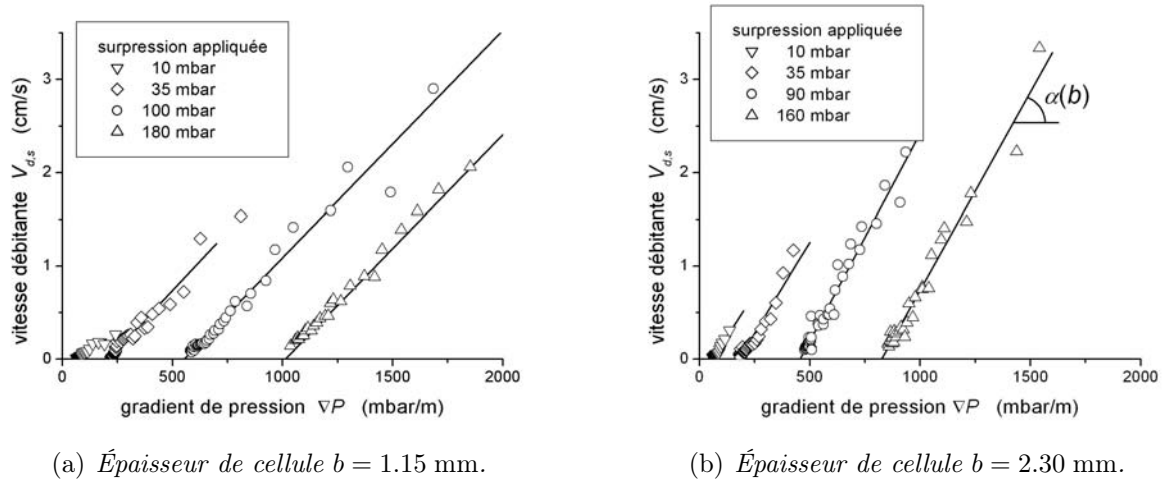 surpression appliquée
10 mbar
35 mbar
100 mbar
180 mbar
vitesse débitante V_{d,s} (cm/s)
3
2
1
0
0 500 1000 1500 2000
gradient de pression ∇P (mbar/m)
(a) Épaisseur de cellule b = 1.15 mm.
surpression appliquée
10 mbar
35 mbar
90 mbar
160 mbar
α(b)
vitesse débitante V_{d,s} (cm/s)
3
2
1
0
0 500 1000 1500 2000
gradient de pression ∇P (mbar/m)
(b) Épaisseur de cellule b = 2.30 mm.